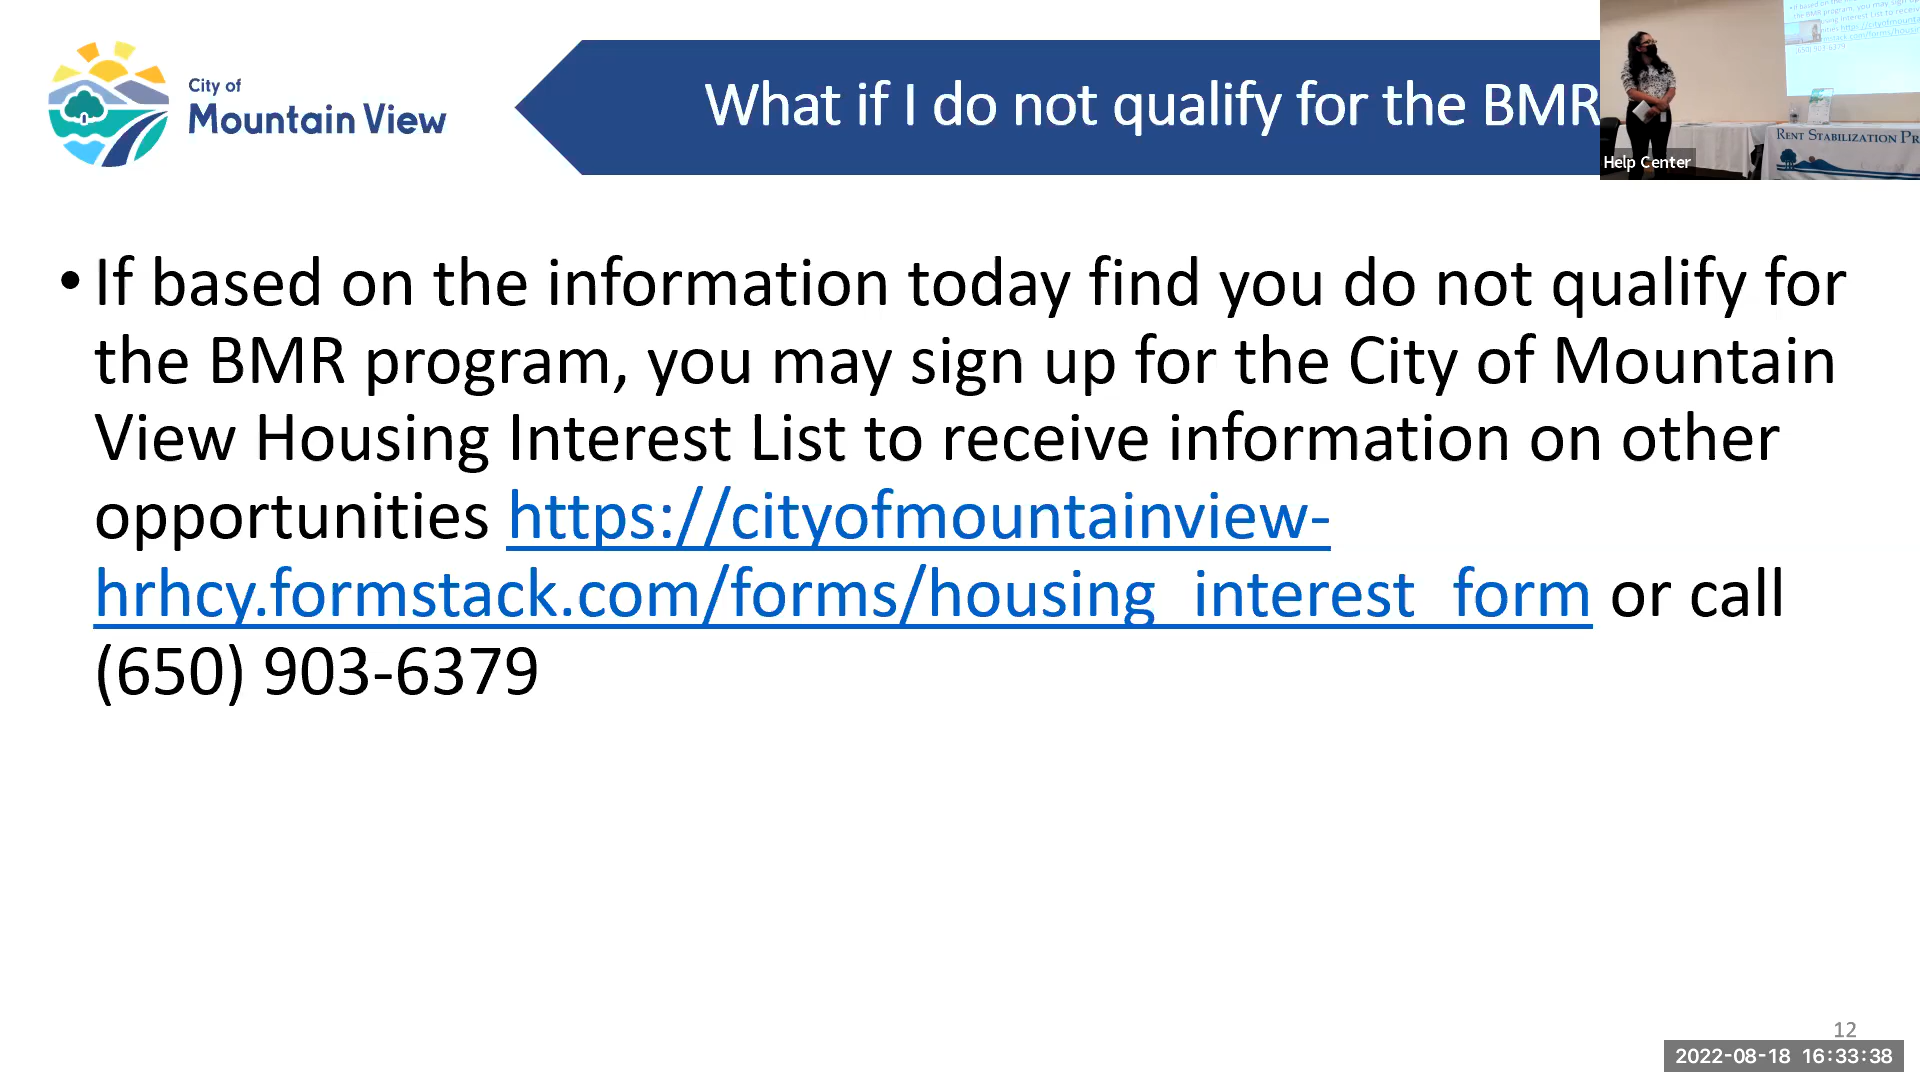 City of
Mountain View
What if I do not qualify for the BMR
• If based on the information today find you do not qualify for
the BMR program, you may sign up for the City of Mountain
View Housing Interest List to receive information on other
opportunities https://cityofmountainview-
hrhcy.formstack.com/forms/housing_interest_form or call
(650) 903-6379
Help Center
RENT STABILIZATION PR
12
2022-08-18 16:33:38